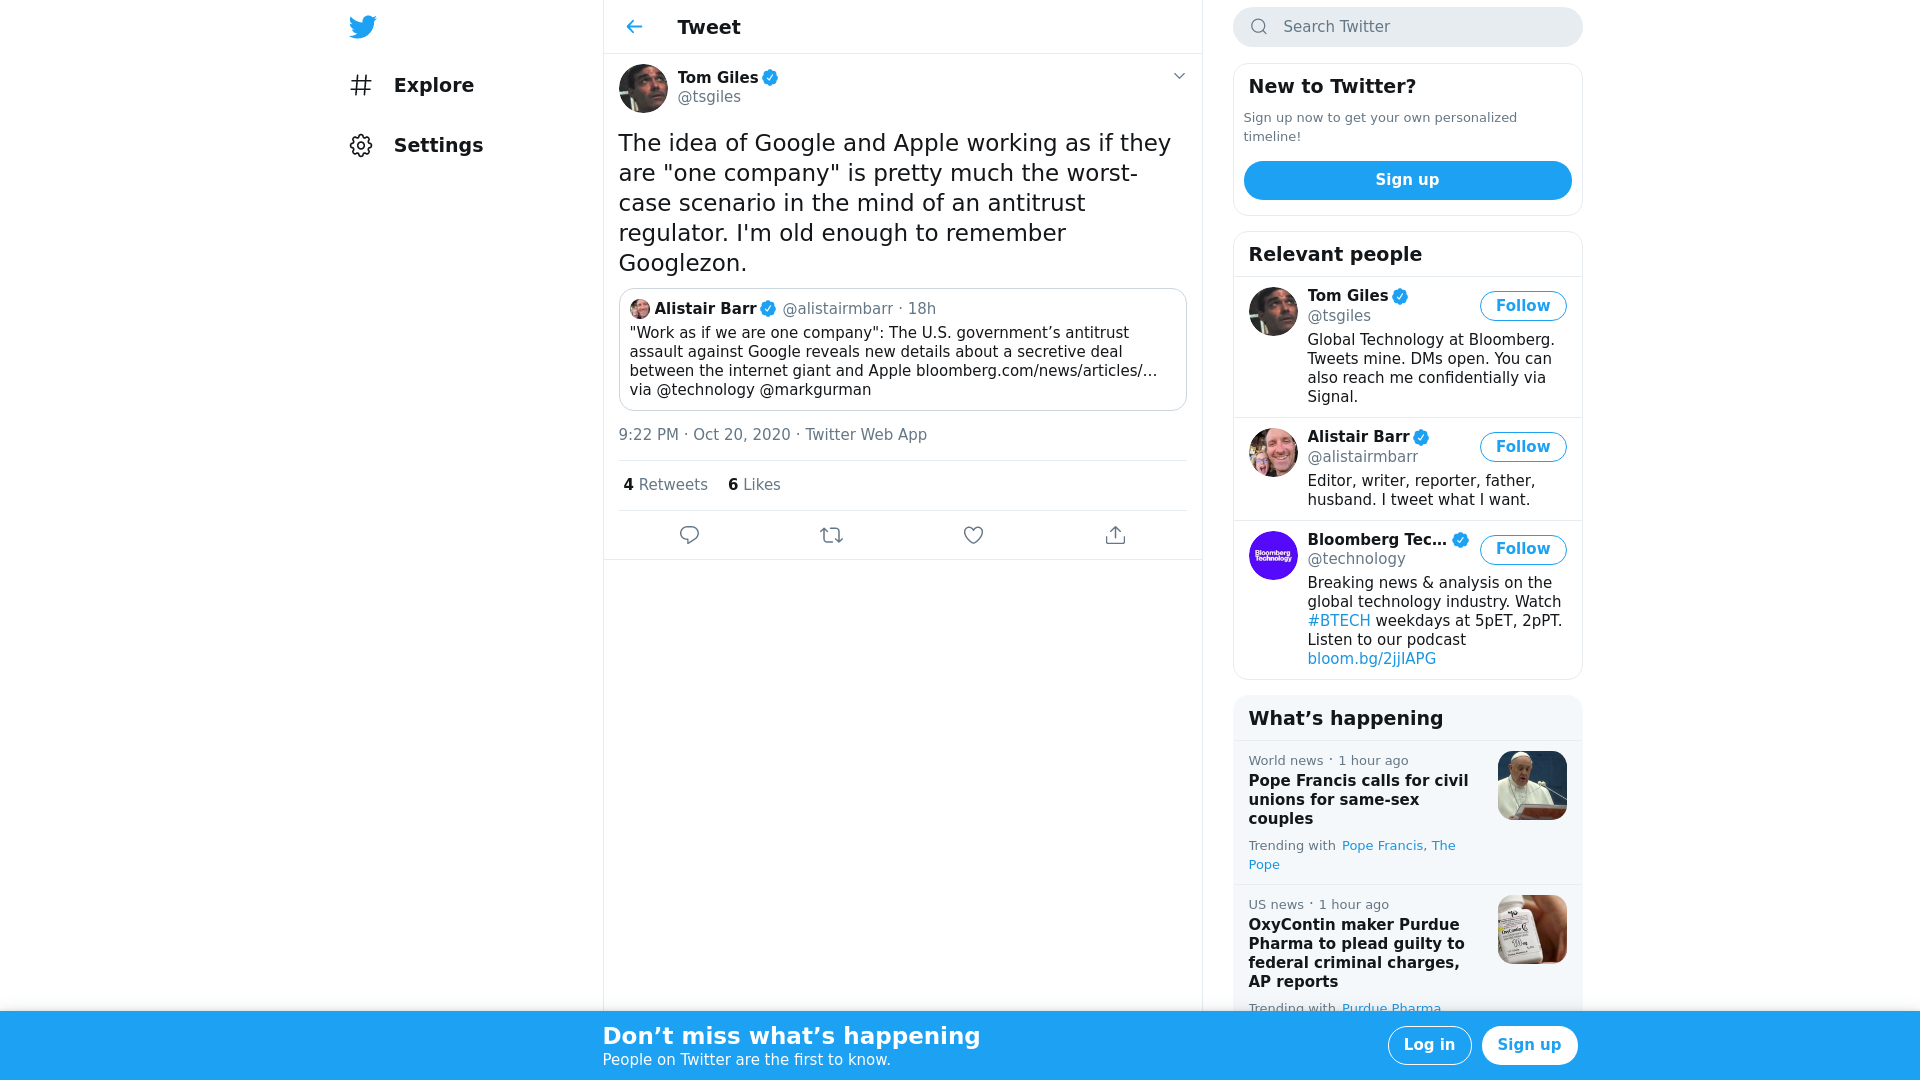 Explore
Settings
Tweet
Tom Giles
@tsgiles
The idea of Google and Apple working as if they
are "one company" is pretty much the worst-
case scenario in the mind of an antitrust
regulator. I'm old enough to remember
Googlezon.
Alistair Barr @alistairmbarr · 18h
"Work as if we are one company": The U.S. government’s antitrust
assault against Google reveals new details about a secretive deal
between the internet giant and Apple bloomberg.com/news/articles/…
via @technology @markgurman
9:22 PM · Oct 20, 2020 · Twitter Web App
4 Retweets 6 Likes
Search Twitter
New to Twitter?
Sign up now to get your own personalized
timeline!
Sign up
Relevant people
Tom Giles
@tsgiles
Follow
Global Technology at Bloomberg.
Tweets mine. DMs open. You can
also reach me confidentially via
Signal.
Alistair Barr
@alistairmbarr
Follow
Editor, writer, reporter, father,
husband. I tweet what I want.
Bloomberg
Technology
Bloomberg Tec…
@technology
Follow
Breaking news & analysis on the
global technology industry. Watch
#BTECH weekdays at 5pET, 2pPT.
Listen to our podcast
bloom.bg/2jjIAPG
What’s happening
World news · 1 hour ago
Pope Francis calls for civil
unions for same-sex
couples
Trending with Pope Francis, The
Pope
US news · 1 hour ago
OxyContin maker Purdue
Pharma to plead guilty to
federal criminal charges,
AP reports
Trending with Purdue Pharma
Don’t miss what’s happening
People on Twitter are the first to know.
Log in
Sign up